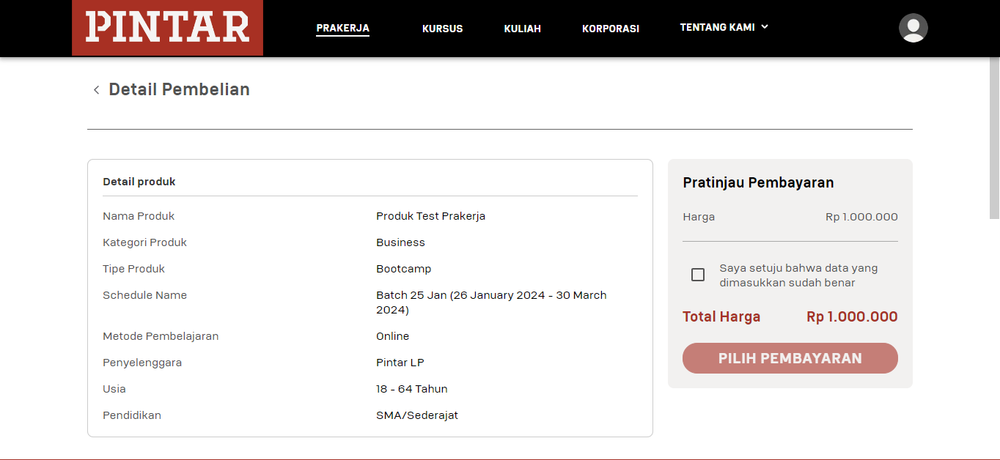 PINTAR
PRAKERJA
KURSUS
KULIAH
KORPORASI
TENTANG KAMI
Detail Pembelian
Detail produk
Nama Produk Produk Test Prakerja
Kategori Produk Business
Tipe Produk Bootcamp
Schedule Name Batch 25 Jan (26 January 2024 - 30 March
2024)
Metode Pembelajaran Online
Penyelenggara Pintar LP
Usia 18 - 64 Tahun
Pendidikan SMA/Sederajat
Pratinjau Pembayaran
Harga Rp 1.000.000
Saya setuju bahwa data yang
dimasukkan sudah benar
Total Harga Rp 1.000.000
PILIH PEMBAYARAN